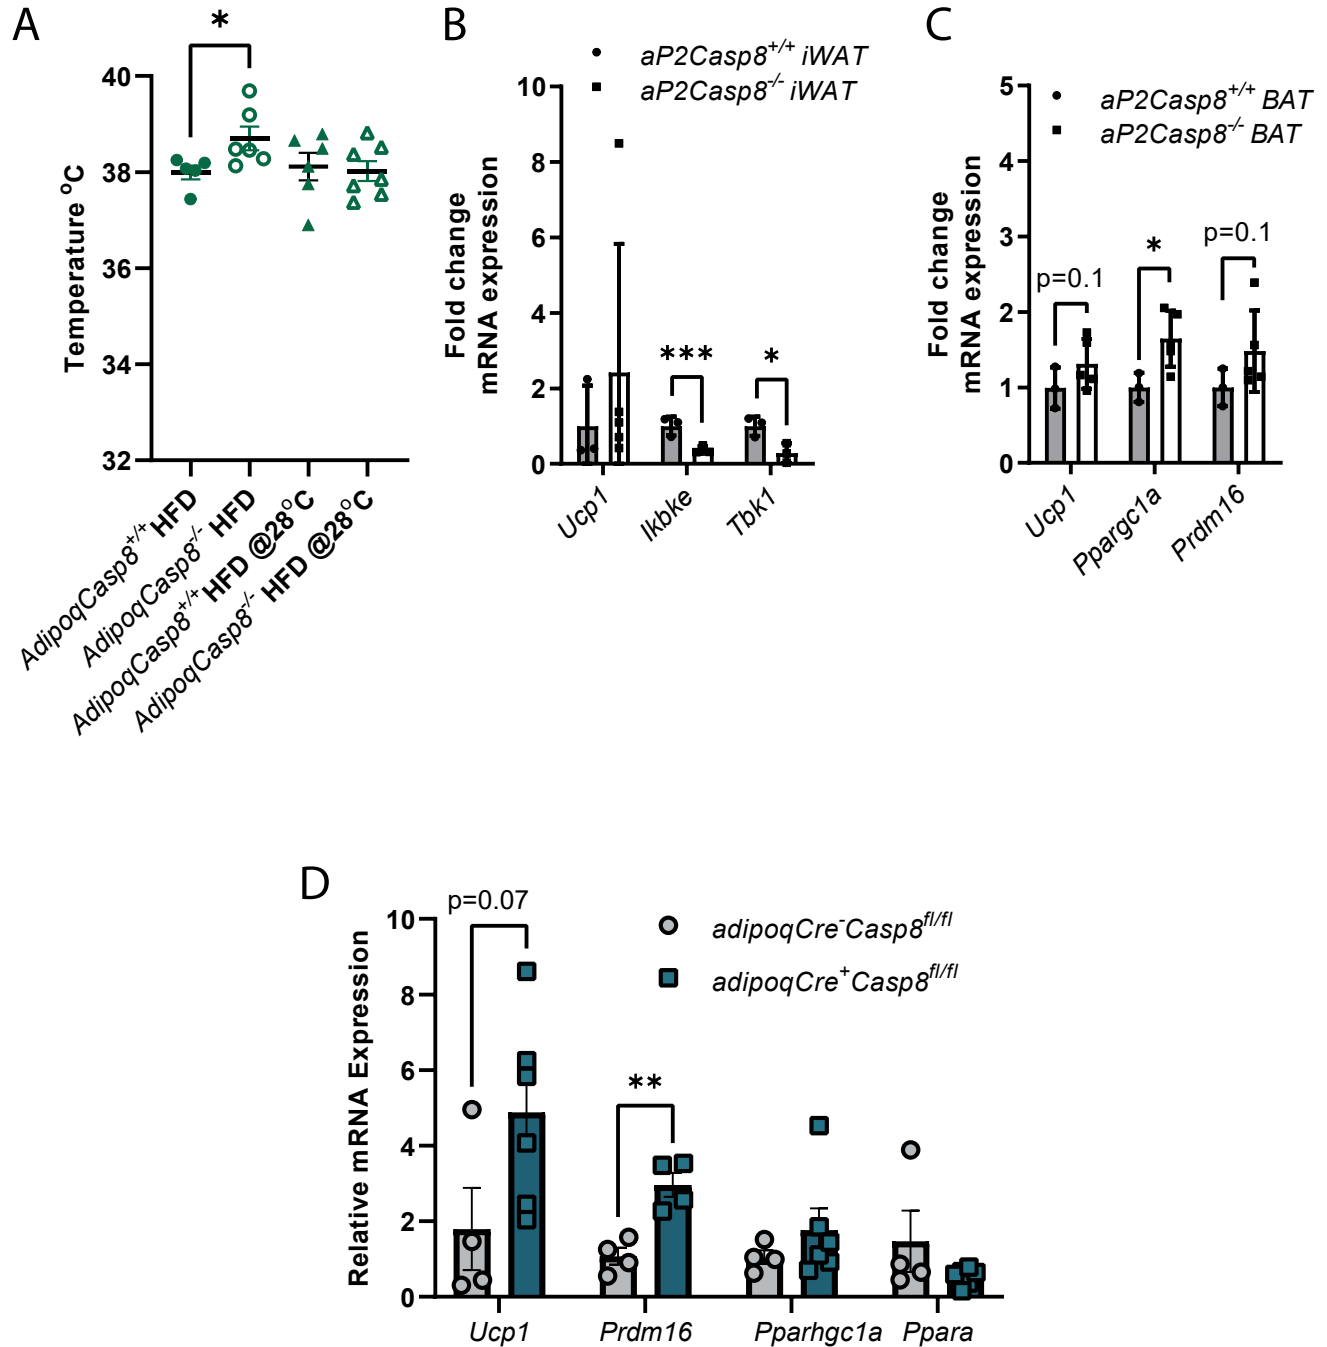 A
*
40
38
36
34
32
Temperature °C
AdipoqCasp8+/+ HFD
AdipoqCasp8-/- HFD
AdipoqCasp8+/+ HFD @28°C
AdipoqCasp8-/- HFD @28°C
B
aP2Casp8+/+ iWAT
aP2Casp8-/- iWAT
10
8
6
4
2
0
Fold change
mRNA expression
***
*
Ucp1
Ikbke
Tbk1
C
aP2Casp8+/+ BAT
aP2Casp8-/- BAT
5
4
3
2
1
0
Fold change
mRNA expression
p=0.1
*
p=0.1
Ucp1
Ppargc1a
Prdm16
D
p=0.07
adipoqCre-Casp8fl/fl
adipoqCre+Casp8fl/fl
10
8
6
4
2
0
Relative mRNA Expression
**
Ucp1
Prdm16
Pparhgc1a
Ppara